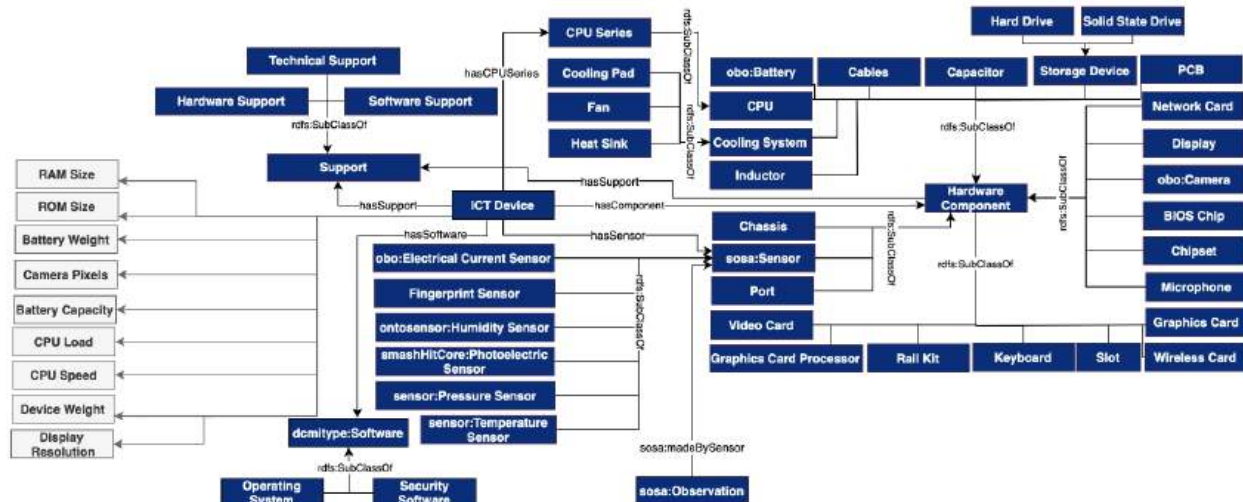 Hard Drive
Solid State Drive
CPU Series
rdfs:SubClassOf
Technical Support
hasCPUSeries
Cooling Pad
obo:Battery
Cables
Capacitor
Storage Device
PCB
Hardware Support
Software Support
Fan
CPU
Network Card
rdfs:SubClassOf
rdfs:SubClassOf
rdfs:SubClassOf
Heat Sink
Cooling System
Display
Support
Inductor
rdfs:SubClassOf
obo:Camera
RAM Size
hasSupport
Hardware
Component
ROM Size
hasSupport
ICT Device
hasComponent
BIOS Chip
Battery Weight
hasSoftware
hasSensor
Chassis
rdfs:SubClassOf
Chipset
Camera Pixels
obo:Electrical Current Sensor
sosa:Sensor
rdfs:SubClassOf
Battery Capacity
Fingerprint Sensor
rdfs:SubClassOf
Port
Microphone
CPU Load
ontosensor:Humidity Sensor
Video Card
Graphics Card
CPU Speed
smashHitCore:Photoelectric
Sensor
Graphics Card Processor
Rail Kit
Keyboard
Slot
Wireless Card
Device Weight
sensor:Pressure Sensor
Display
Resolution
dcmitype:Software
sensor:Temperature
Sensor
sosa:madeBySensor
rdfs:SubClassOf
Operating
System
Security
Software
sosa:Observation